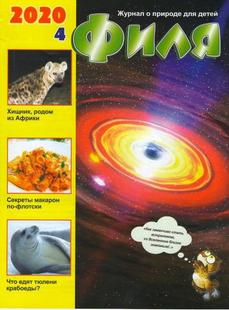 2020
4
Журнал о природе для детей
Филя
Хищник, родом
из Африки
Секреты макарон
по-флотски
Что едят тюлени
крабоеды?